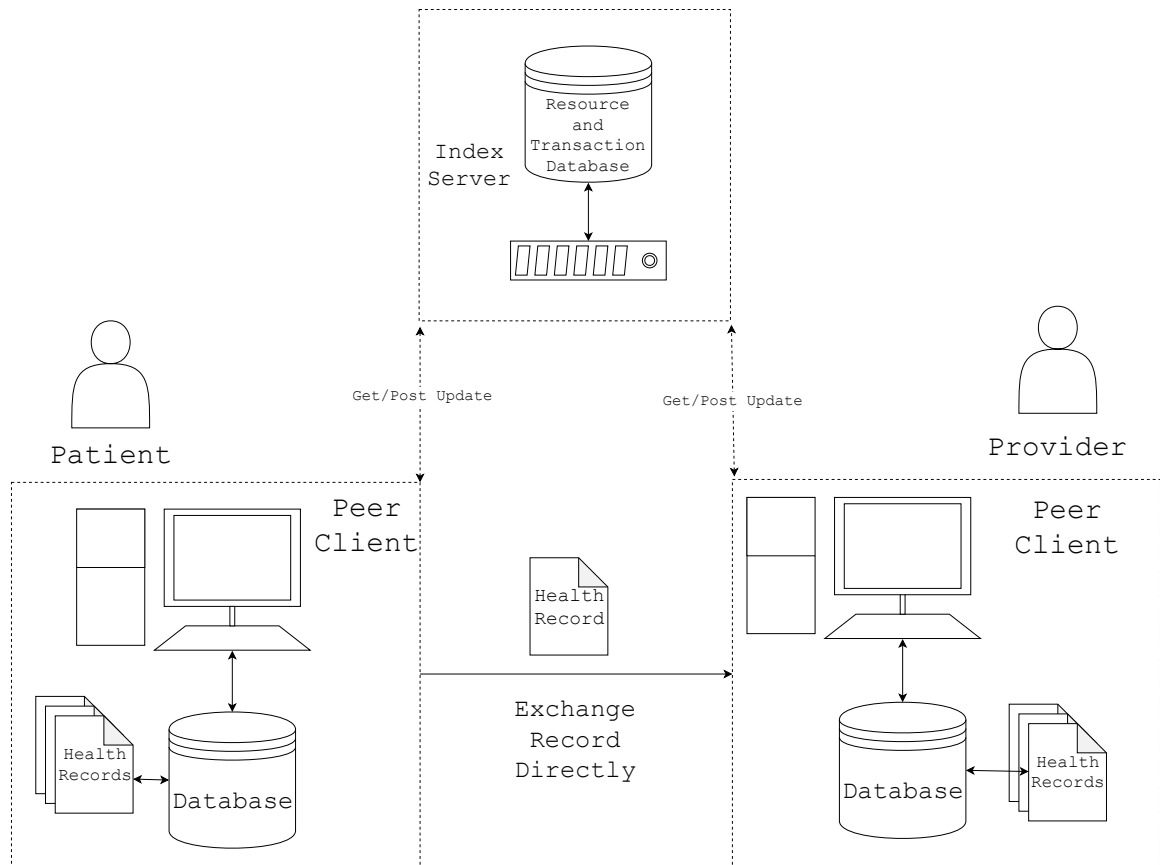 Resource
and
Transaction
Database
Index
Server
Get/Post Update
Get/Post Update
Patient
Provider
Peer
Client
Peer
Client
Health
Record
Exchange
Record
Directly
Health
Records
Database
Database
Health
Records